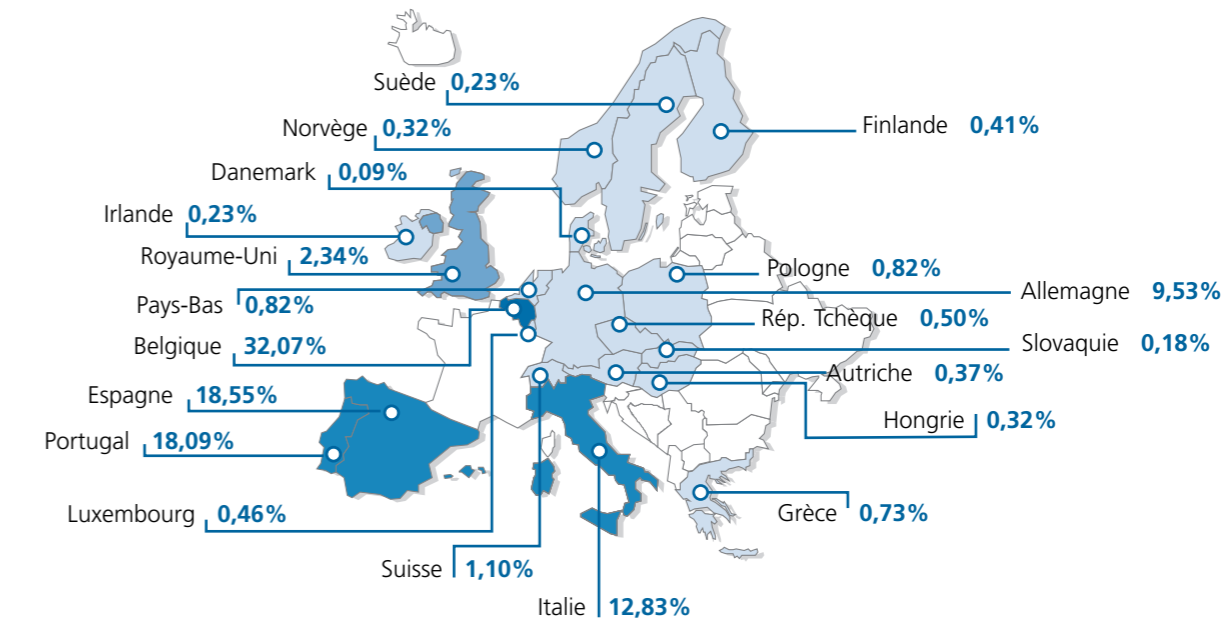 Suède 0,23%
Norvège 0,32%
Finlande 0,41%
Danemark 0,09%
Irlande 0,23%
Royaume-Uni 2,34%
Pologne 0,82%
Pays-Bas 0,82%
Allemagne 9,53%
Rép. Tchèque 0,50%
Belgique 32,07%
Slovaquie 0,18%
Autriche 0,37%
Espagne 18,55%
Hongrie 0,32%
Portugal 18,09%
Luxembourg 0,46%
Grèce 0,73%
Suisse 1,10%
Italie 12,83%